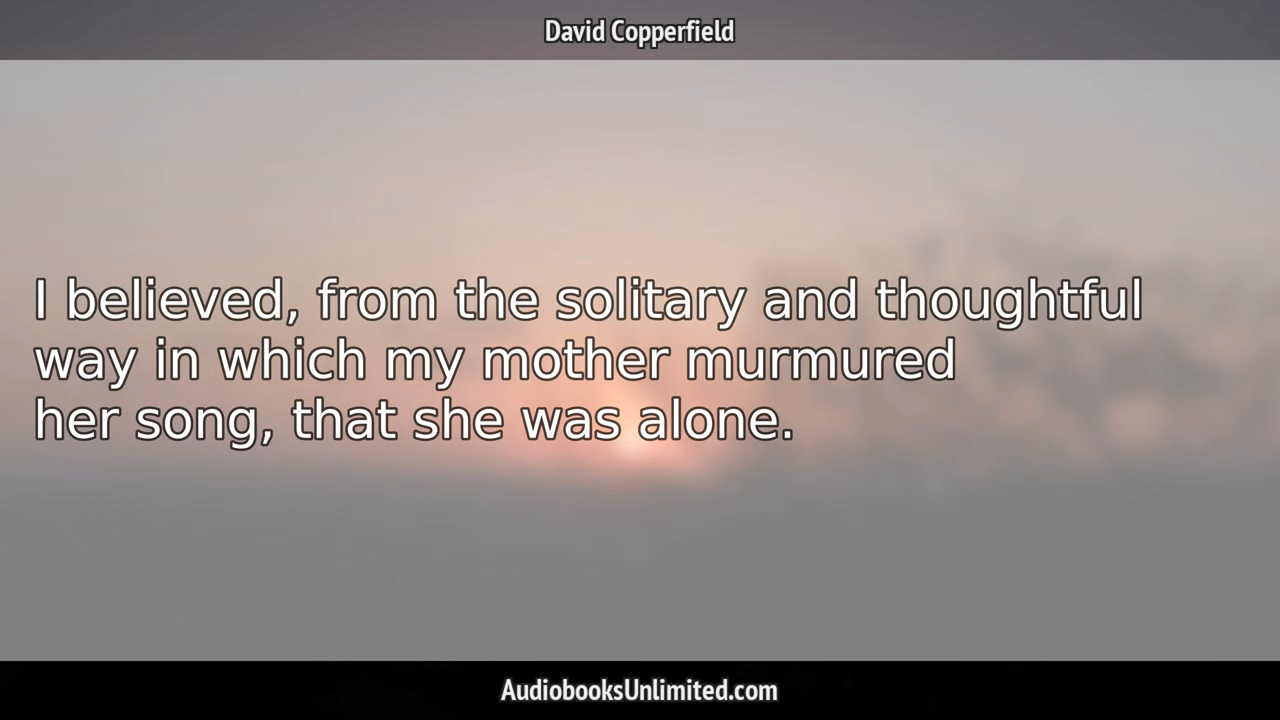 David Copperfield
I believed, from the solitary and thoughtful
way in which my mother murmured
her song, that she was alone.
AudiobooksUnlimited.com